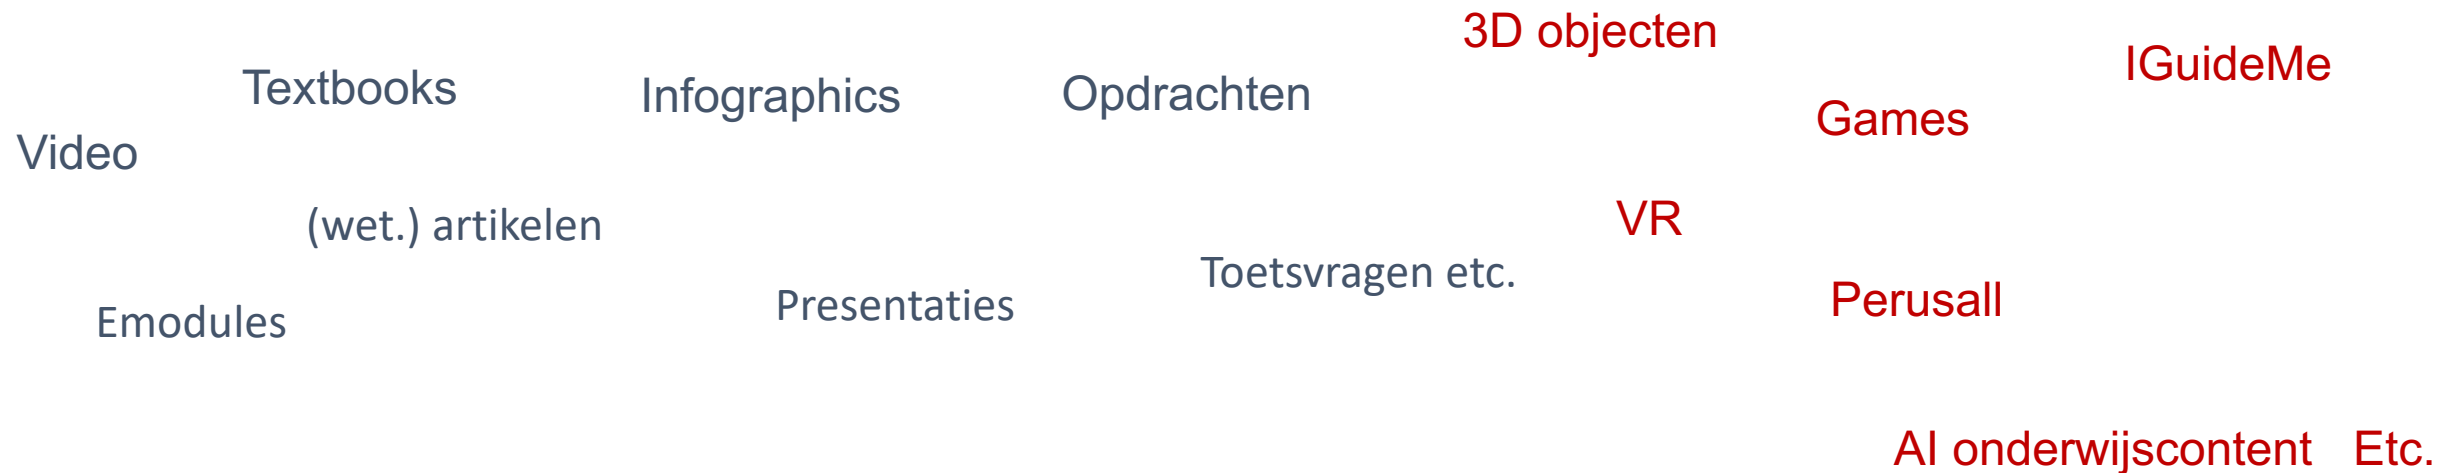 3D objecten
IGuideMe
Textbooks
Infographics
Opdrachten
Games
Video
(wet.) artikelen
VR
Toetsvragen etc.
Presentaties
Perusall
Emodules
AI onderwijscontent Etc.